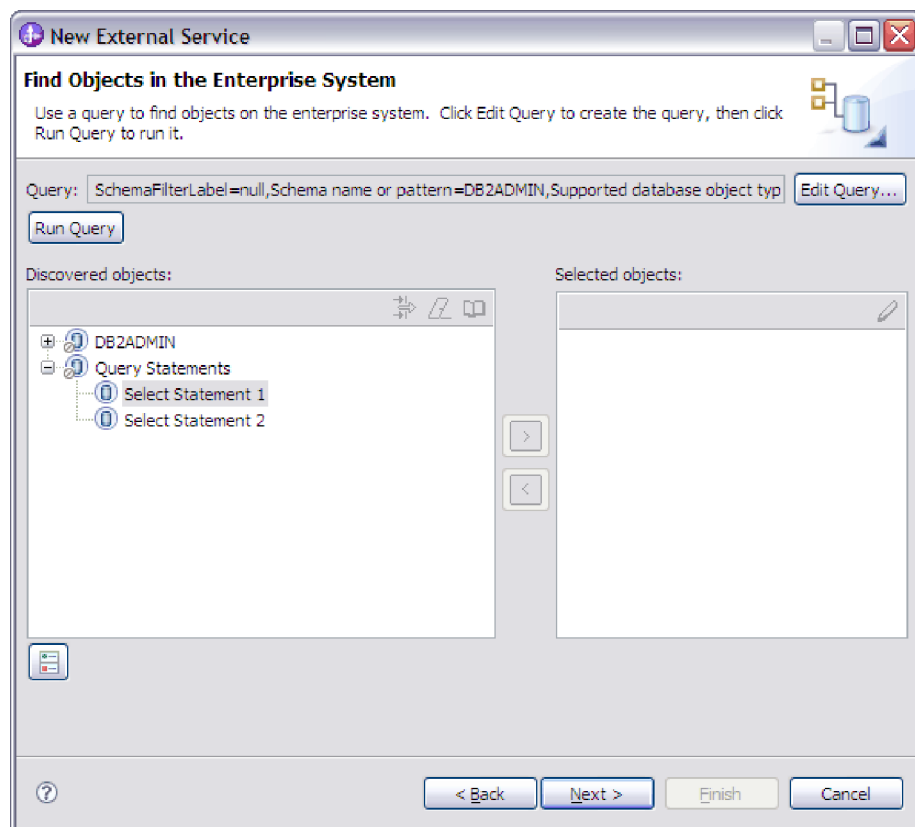 New External Service
Find Objects in the Enterprise System
Use a query to find objects on the enterprise system. Click Edit Query to create the query, then click
Run Query to run it.
Query: SchemaFilterLabel=null,Schema name or pattern=DB2ADMIN,Supported database object typ Edit Query...
Run Query
Discovered objects: Selected objects:
DB2ADMIN
Query Statements
Select Statement 1
Select Statement 2
>
<
? < Back Next > Finish Cancel